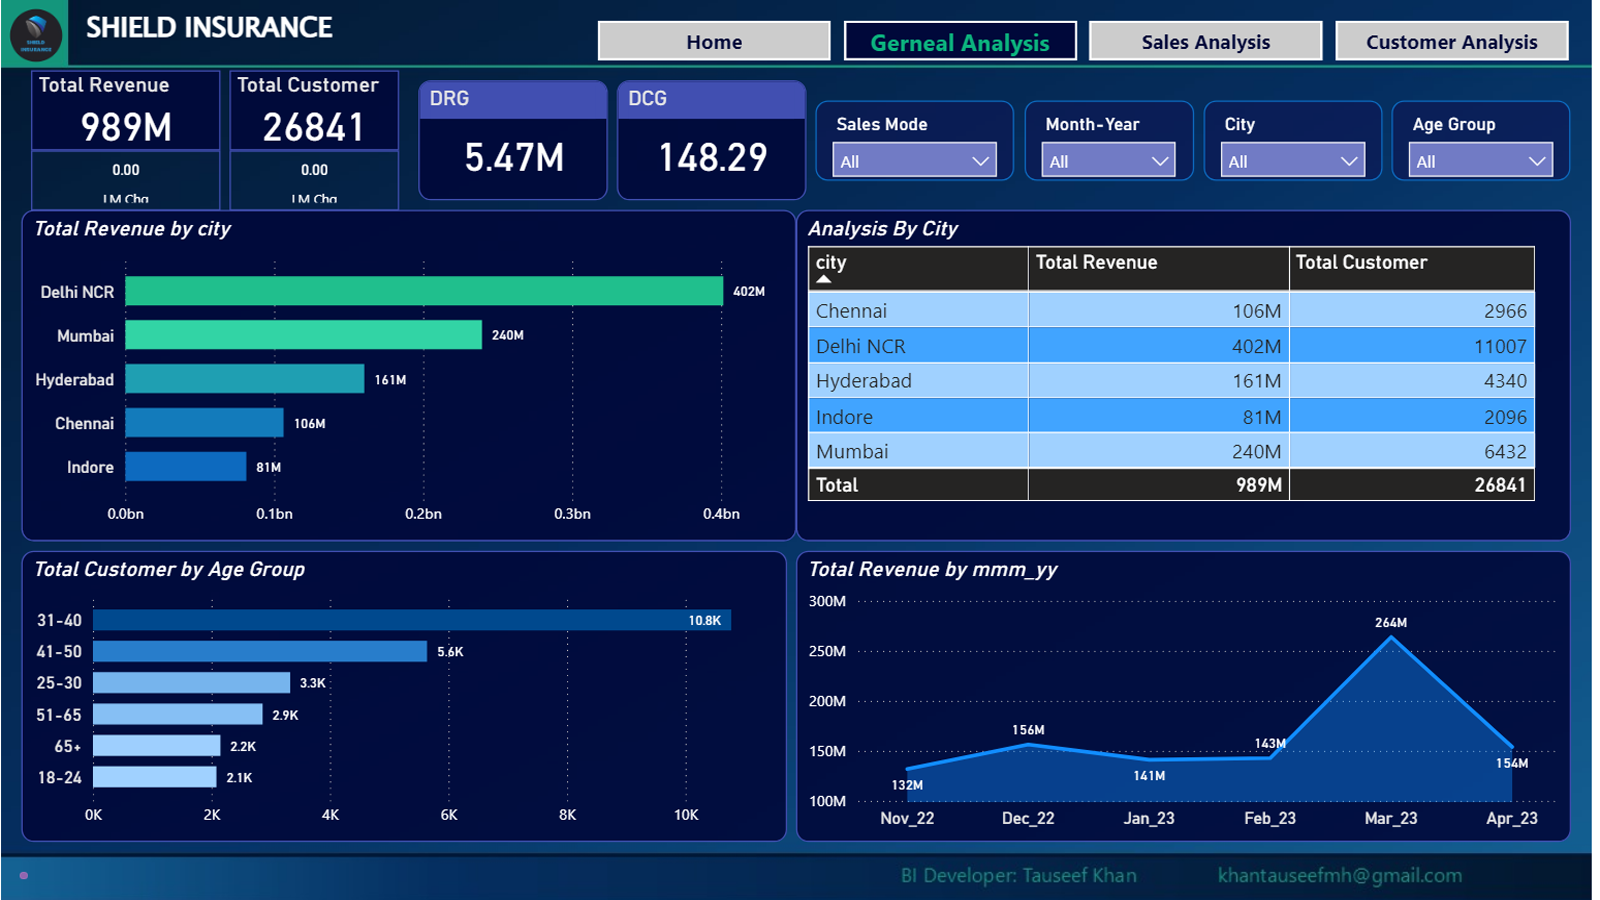 SHIELD INSURANCE
SHIELD
INSURANCE
Home
Gerneal Analysis
Sales Analysis
Customer Analysis
Total Revenue
989M
0.00
LM Chg
Total Customer
26841
0.00
LM Chg
DRG
5.47M
DCG
148.29
Sales Mode
All
Month-Year
All
City
All
Age Group
All
Total Revenue by city
Delhi NCR 402M
Mumbai 240M
Hyderabad 161M
Chennai 106M
Indore 81M
0.0bn 0.1bn 0.2bn 0.3bn 0.4bn
Analysis By City
city Total Revenue Total Customer
Chennai 106M 2966
Delhi NCR 402M 11007
Hyderabad 161M 4340
Indore 81M 2096
Mumbai 240M 6432
Total 989M 26841
Total Customer by Age Group
31-40 10.8K
41-50 5.6K
25-30 3.3K
51-65 2.9K
65+ 2.2K
18-24 2.1K
0K 2K 4K 6K 8K 10K
Total Revenue by mmm_yy
300M
264M
250M
200M
156M
143M
150M
154M
141M
132M
100M
Nov_22 Dec_22 Jan_23 Feb_23 Mar_23 Apr_23
BI Developer: Tauseef Khan khantauseefmh@gmail.com